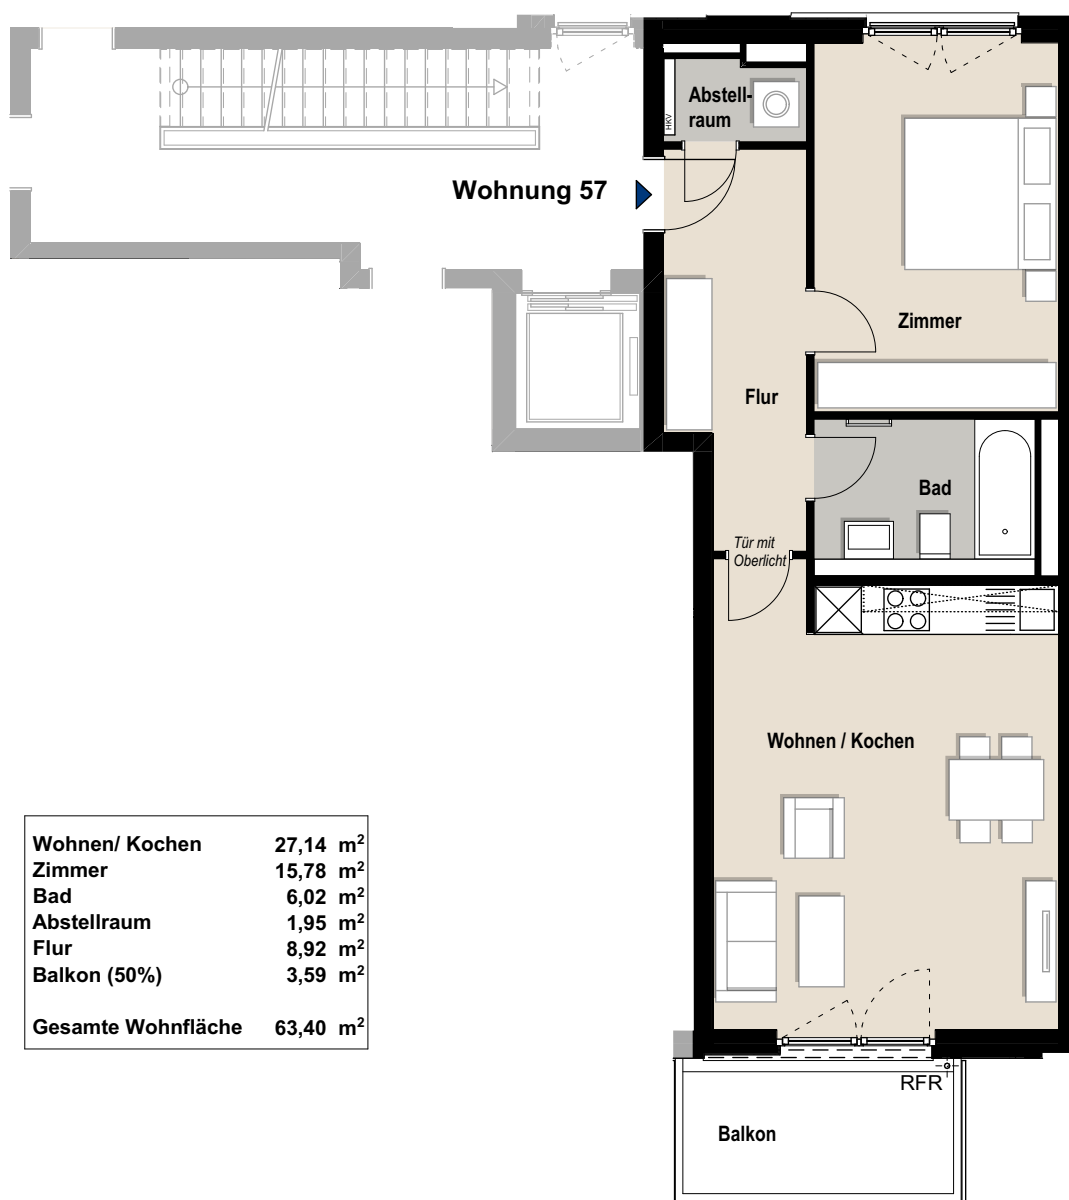 Abstell-
raum
HKV
Wohnung 57
Zimmer
Flur
Bad
Tür mit
Oberlicht
Wohnen / Kochen
Wohnen/ Kochen 27,14 m²
Zimmer 15,78 m²
Bad 6,02 m²
Abstellraum 1,95 m²
Flur 8,92 m²
Balkon (50%) 3,59 m²
Gesamte Wohnfläche 63,40 m²
RFR
Balkon